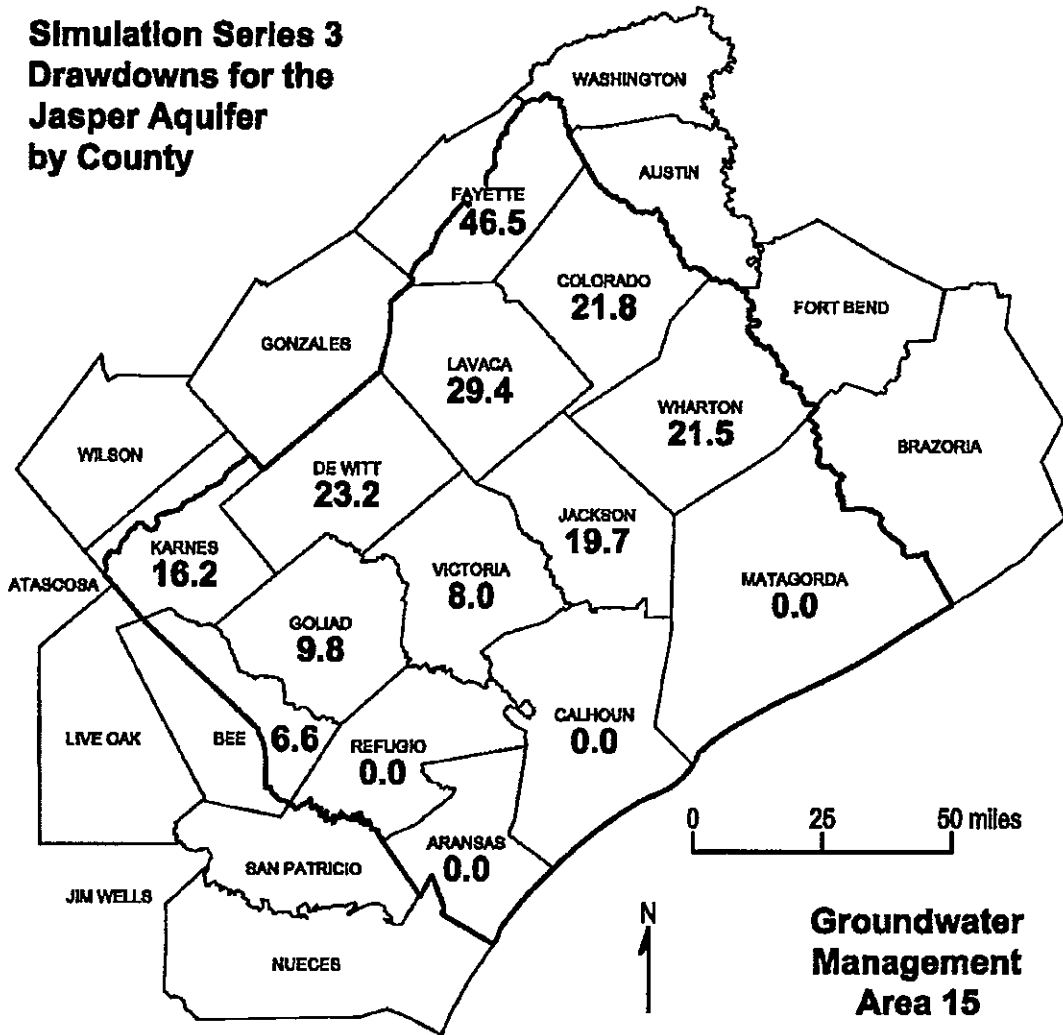 Simulation Series 3
Drawdowns for the
Jasper Aquifer
by County
WASHINGTON
AUSTIN
FAYETTE
46.5
COLORADO
21.8
FORT BEND
GONZALES
LAVACA
29.4
WHARTON
21.5
BRAZORIA
WILSON
DE WITT
23.2
JACKSON
19.7
KARNES
16.2
VICTORIA
8.0
MATAGORDA
0.0
ATASCOSA
GOLIAD
9.8
CALHOUN
0.0
LIVE OAK
BEE
6.6
REFUGIO
0.0
0 25 50 miles
ARANSAS
0.0
SAN PATRICIO
JIM WELLS
NUECES
N
Groundwater
Management
Area 15